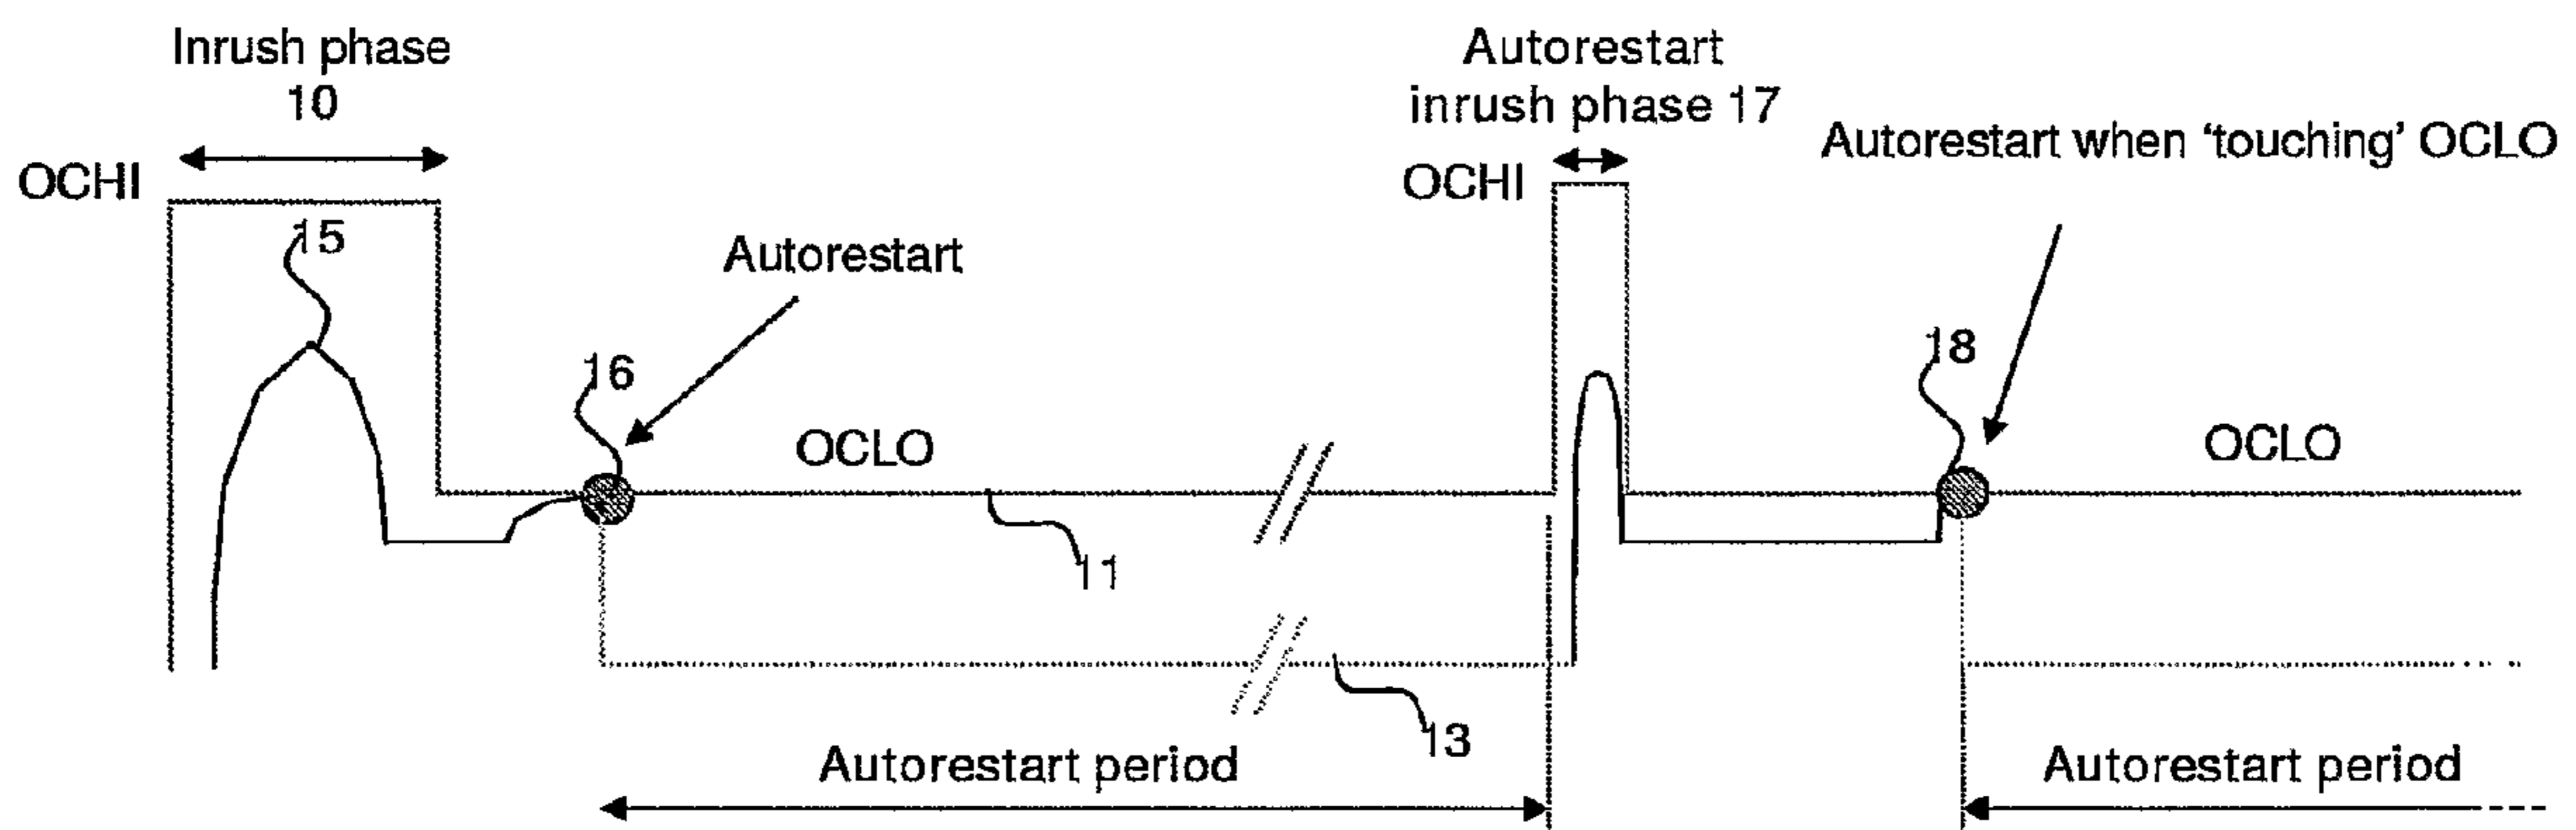 Inrush phase
10
Autorestart
inrush phase 17
Autorestart when ‘touching’ OCLO
OCHI
OCHI
15
Autorestart
16
18
OCLO
OCLO
11
13
Autorestart period
Autorestart period